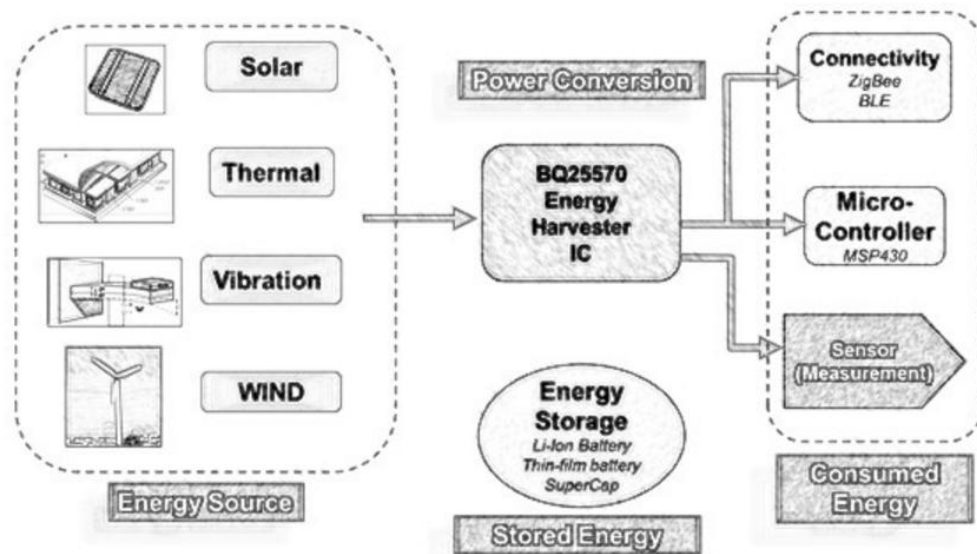 Solar
Thermal
Vibration
WIND
Energy Source
Power Conversion
BQ25570
Energy
Harvester
IC
Energy
Storage
Li-Ion Battery
Thin-film battery
SuperCap
Stored Energy
Connectivity
ZigBee
BLE
Micro-
Controller
MSP430
Sensor
(Measurement)
Consumed
Energy